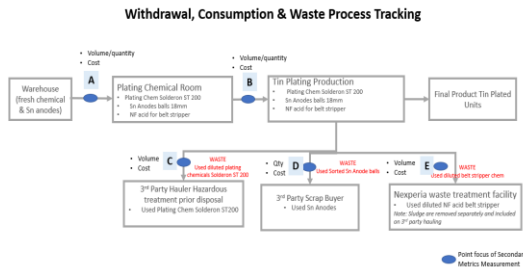 Withdrawal, Consumption & Waste Process Tracking
• Volume/quantity
• Cost
• Volume/quantity
• Cost
A
B
Warehouse
(fresh chemical
& Sn anodes)
Plating Chemical Room
• Plating Chem Solderon ST 200
• Sn Anodes balls 18mm
• NF acid for belt stripper
Tin Plating Production
• Plating Chem Solderon ST 200
• Sn Anodes balls 18mm
• NF acid for belt stripper
Final Product Tin Plated
Units
• Volume
• Cost
C
WASTE
Used diluted plating
chemicals Solderon ST 200
• Qty
• Cost
D
WASTE:
Used Sorted Sn Anode balls
• Volume
• Cost
E
WASTE
Used diluted belt stripper chem
3rd Party Hauler Hazardous
treatment prior disposal
• Used Plating Chem Solderon ST200
3rd Party Scrap Buyer
• Used Sn Anodes
Nexperia waste treatment facility
• Used diluted NF acid belt stripper
Note: Sludge are removed separately and included
on 3rd party hauling
Point focus of Secondar
Metrics Measurement